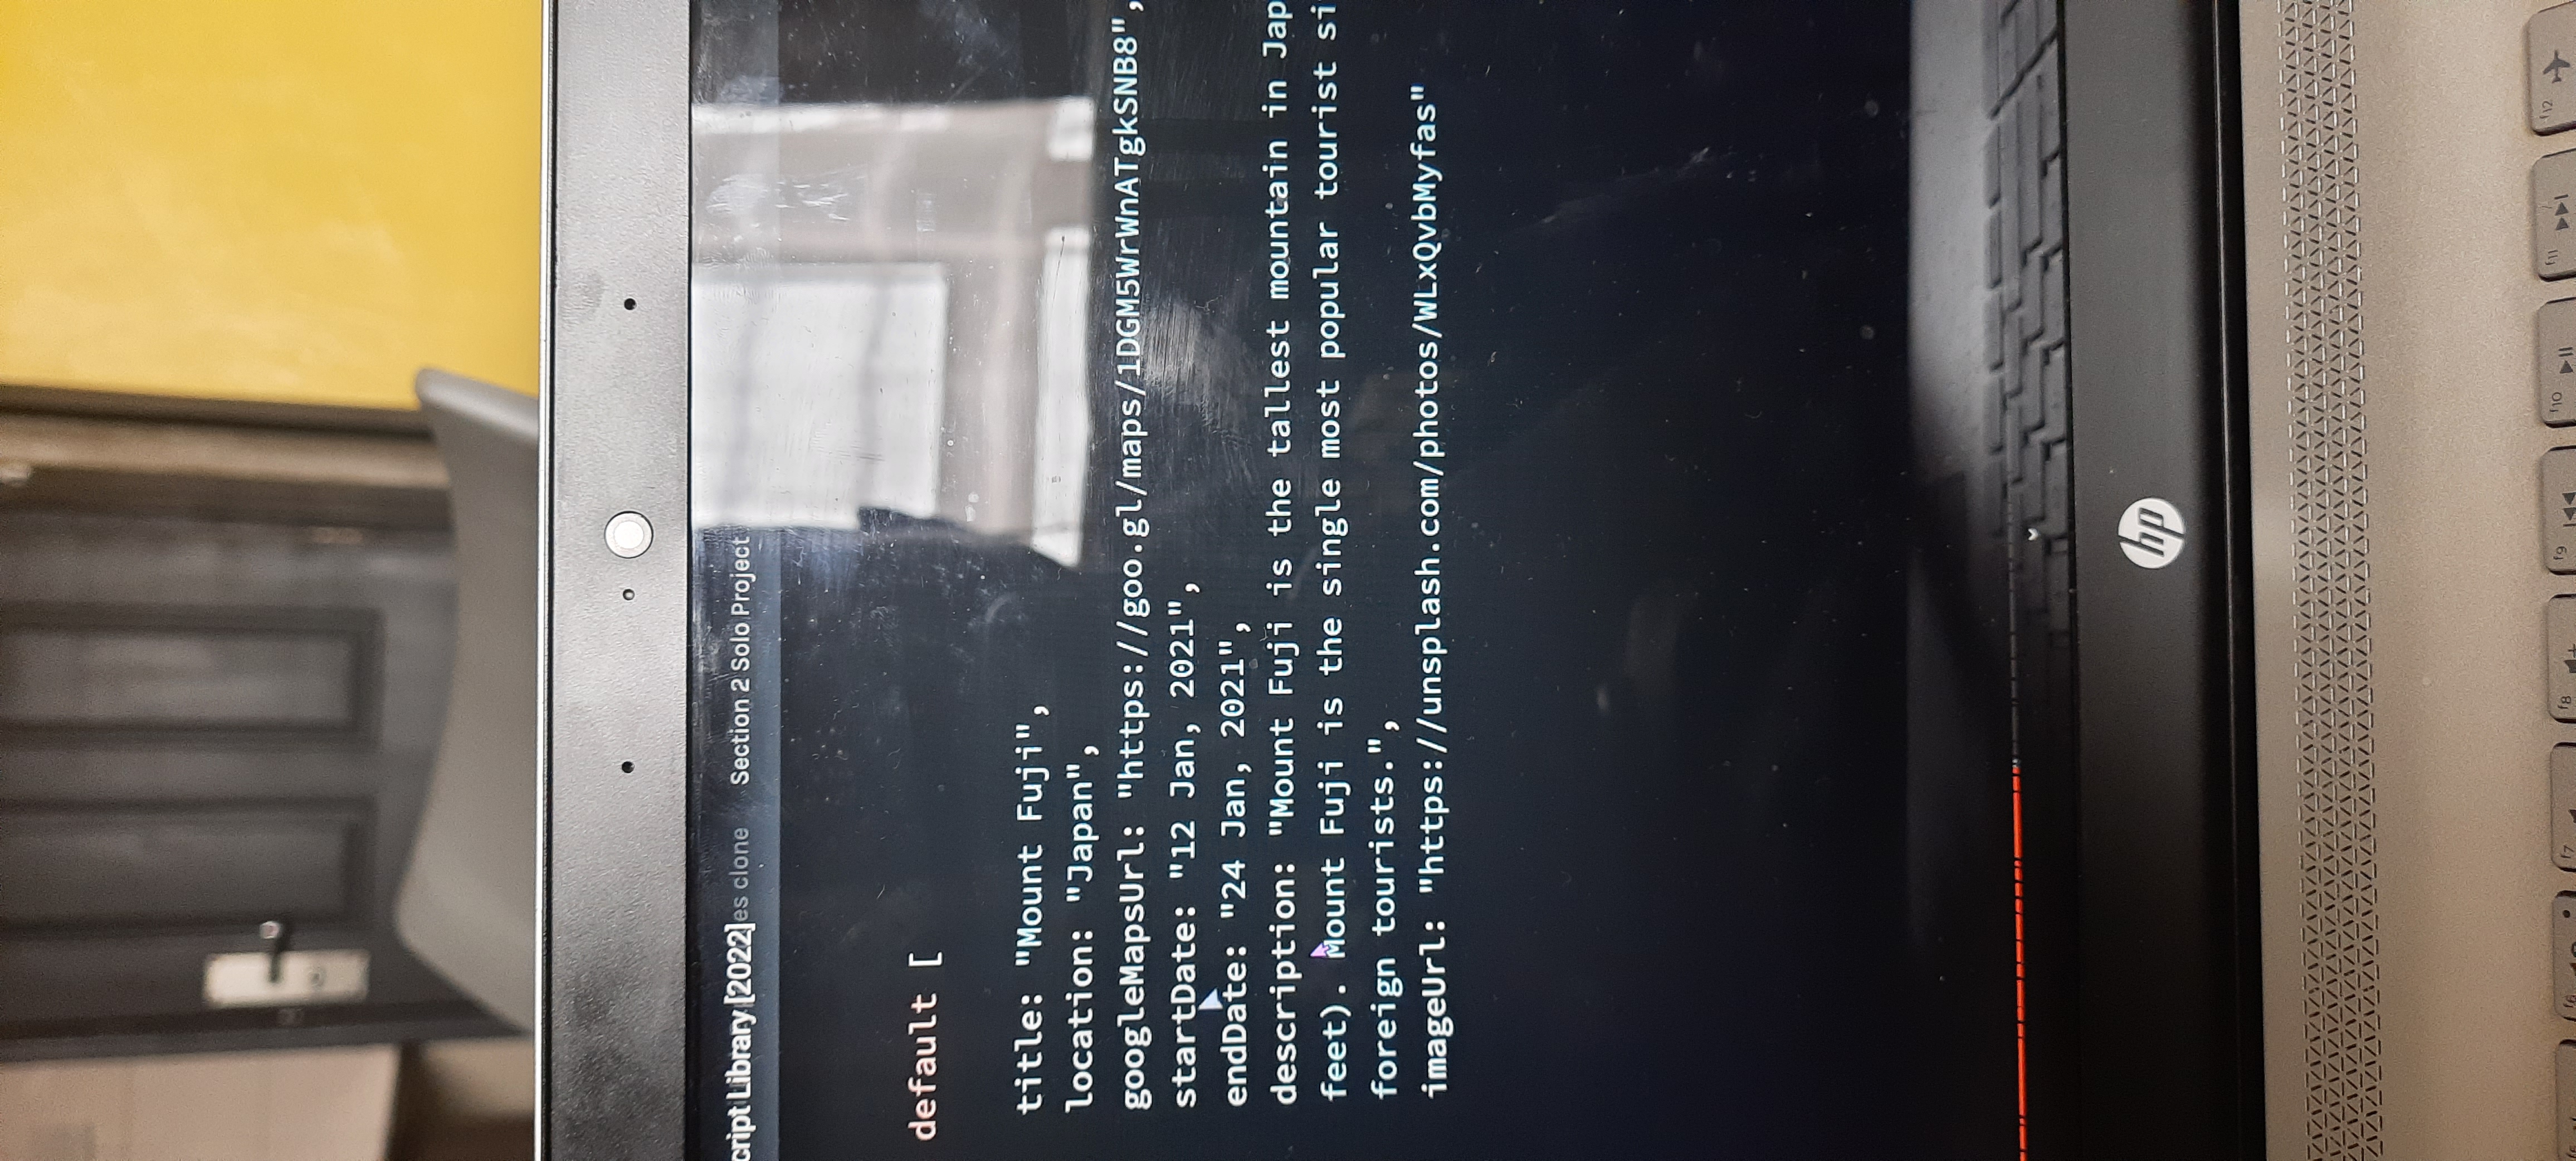 cript Library [2022]es clone Section 2 Solo Project
default [
title: "Mount Fuji",
location: "Japan",
googleMapsUrl: "https://goo.gl/maps/1DGM5WrWnATgkSNB8",
startDate: "12 Jan, 2021",
endDate: "24 Jan, 2021",
description: "Mount Fuji is the tallest mountain in Jap
feet). Mount Fuji is the single most popular tourist si
foreign tourists.",
imageUrl: "https://unsplash.com/photos/WLxQvbMyfas"
hp
f6 f7 f8 f9 f10 f11 f12